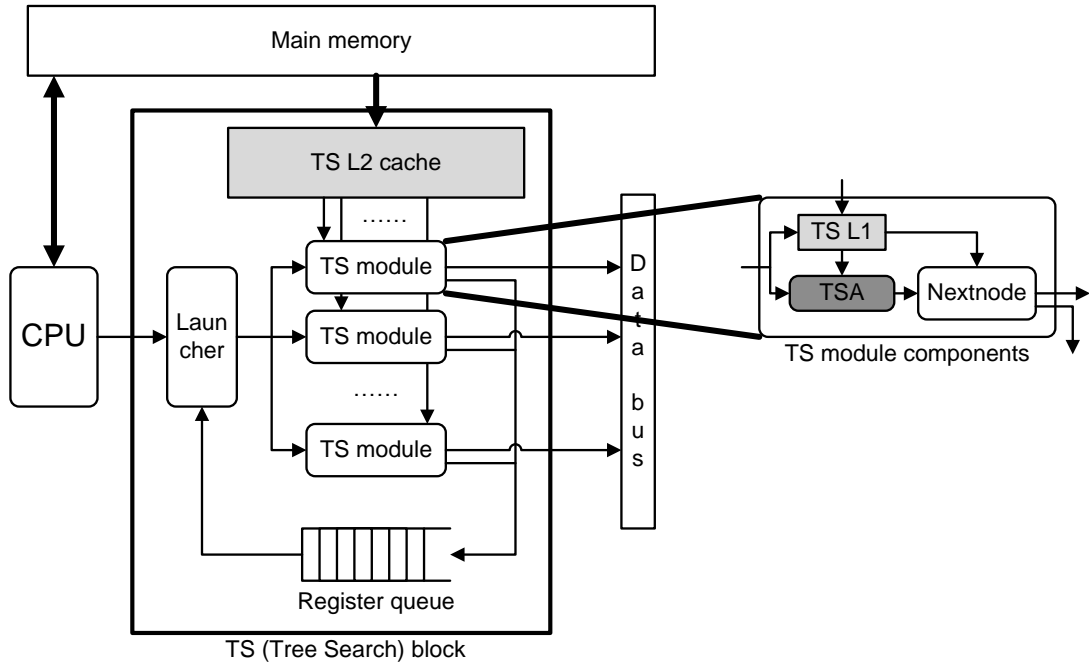 Main memory
TS L2 cache
......
TS module
TS module
......
TS module
CPU
Laun
cher
Register queue
TS (Tree Search) block
D
a
t
a
b
u
s
TS L1
TSA
Nextnode
TS module components